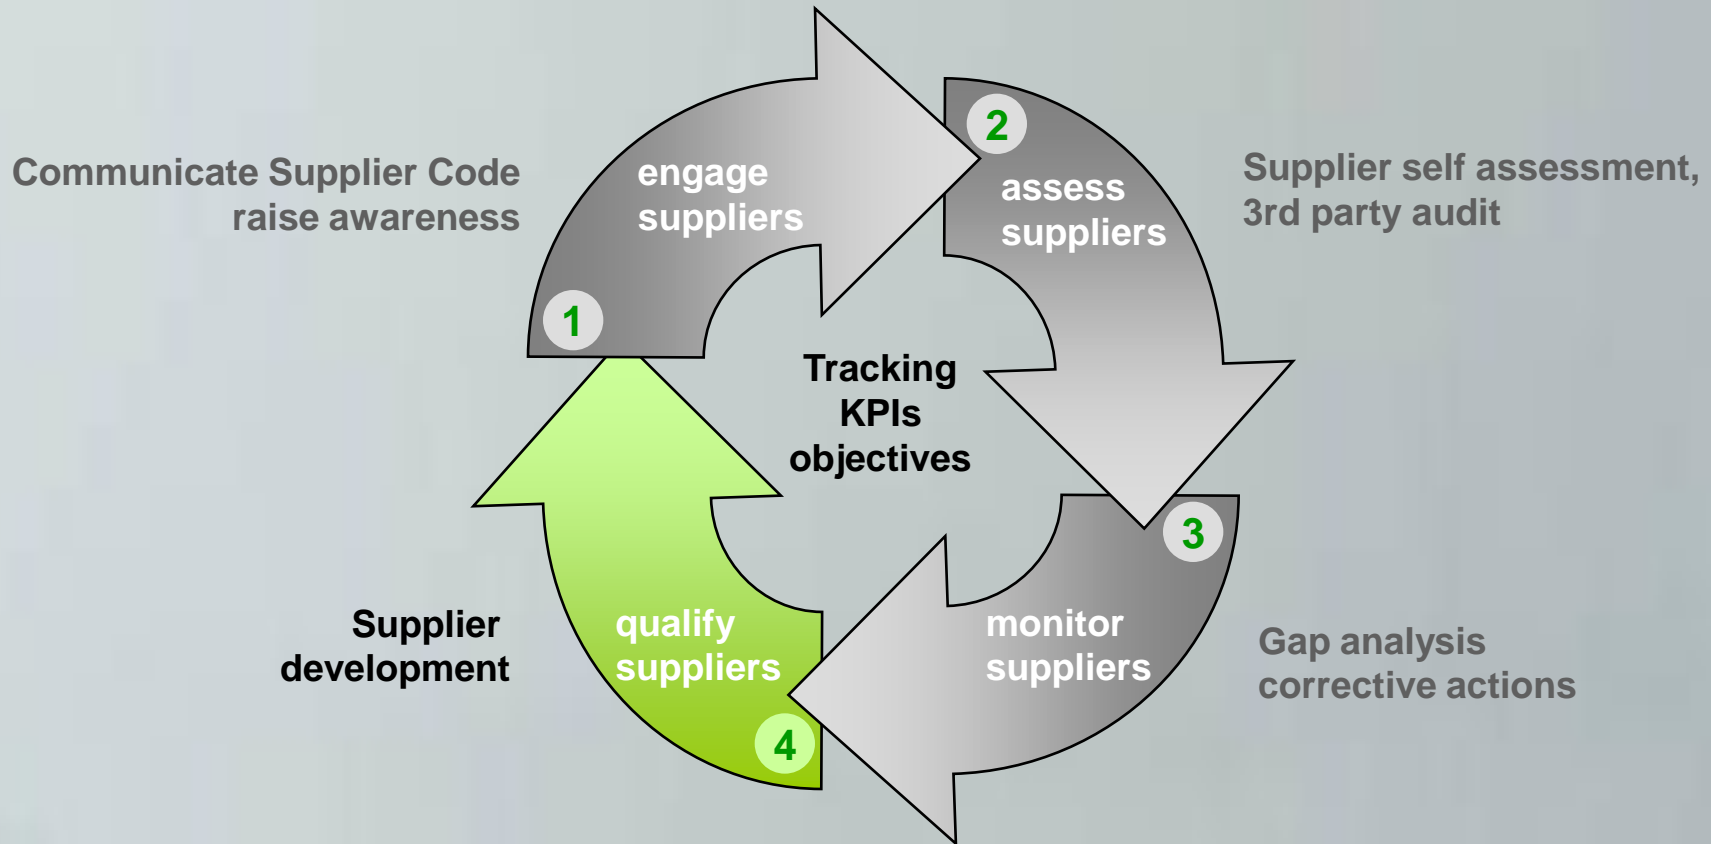 Communicate Supplier Code
raise awareness
1
engage
suppliers
2
assess
suppliers
Supplier self assessment,
3rd party audit
Tracking
KPIs
objectives
3
monitor
suppliers
Gap analysis
corrective actions
4
qualify
suppliers
Supplier
development